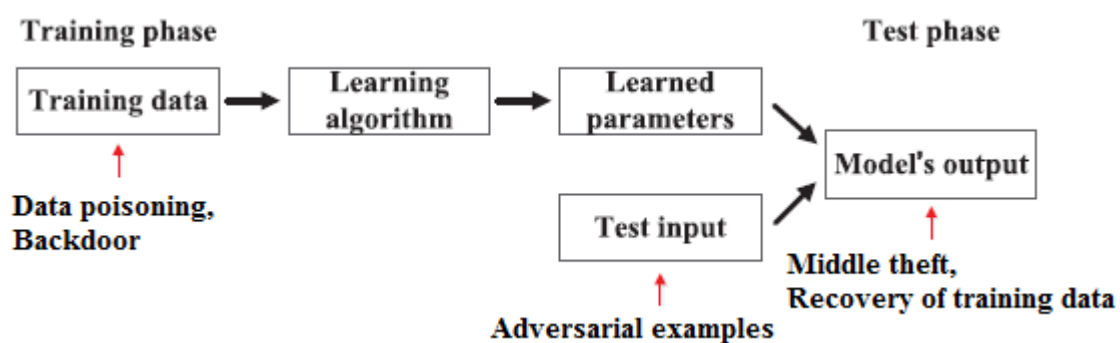 Training phase
Test phase
Training data
Learning
algorithm
Learned
parameters
Model's output
Data poisoning,
Backdoor
Test input
Middle theft,
Recovery of training data
Adversarial examples